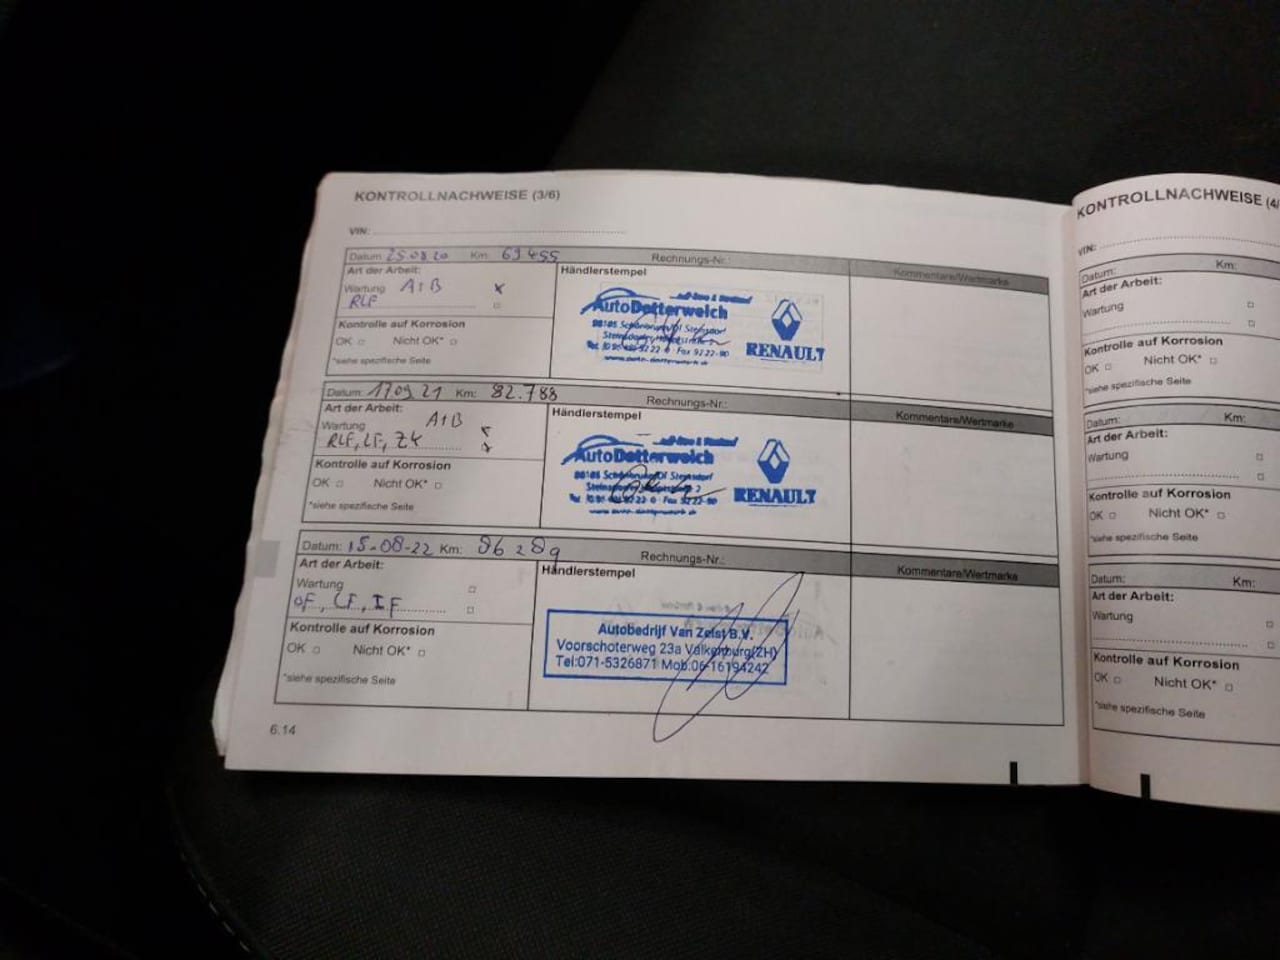 KONTROLLNACHWEISE (3/6)
VIN:
Datum: 25.08.20 Km: 69455 Rechnungs-Nr.: Kommentare/Wertmarke
Art der Arbeit:
Wartung A+B
RLF
Kontrolle auf Korrosion
OK Nicht OK*
*siehe spezifische Seite
Händlerstempel
AutoDotterweich
RENAULT
Datum: 17.09.21 Km: 82.788 Rechnungs-Nr.: Kommentare/Wertmarke
Art der Arbeit:
Wartung A+B
RLF, LF, ZK
Kontrolle auf Korrosion
OK Nicht OK*
*siehe spezifische Seite
Händlerstempel
AutoDotterweich
RENAULT
Datum: 15-08-22 Km: Rechnungs-Nr.: Kommentare/Wertmarke
Art der Arbeit:
Wartung
OF, LF, IF
Kontrolle auf Korrosion
OK Nicht OK*
*siehe spezifische Seite
Händlerstempel
Autobedrijf Van Zelst B.V.
Voorschoterweg 23a Valkenburg(ZH)
Tel:071-5326871 Mob:06-16194242
6.14
KONTROLLNACHWEISE (4/
VIN:
Datum: Km:
Art der Arbeit:
Wartung
Kontrolle auf Korrosion
OK Nicht OK*
*siehe spezifische Seite
Datum: Km:
Art der Arbeit:
Wartung
Kontrolle auf Korrosion
OK Nicht OK*
*siehe spezifische Seite
Datum: Km:
Art der Arbeit:
Wartung
Kontrolle auf Korrosion
OK Nicht OK*
*siehe spezifische Seite